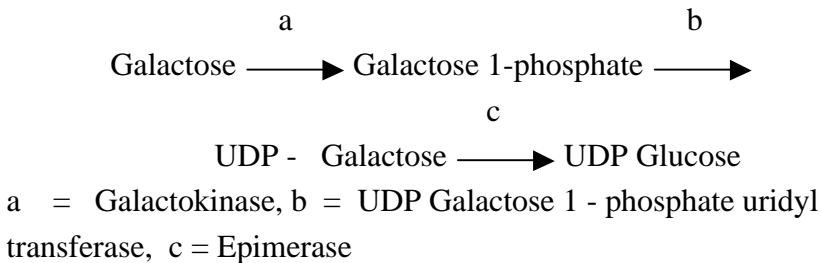 a b
Galactose Galactose 1-phosphate
c
UDP - Galactose UDP Glucose
a = Galactokinase, b = UDP Galactose 1 - phosphate uridyl
transferase, c = Epimerase